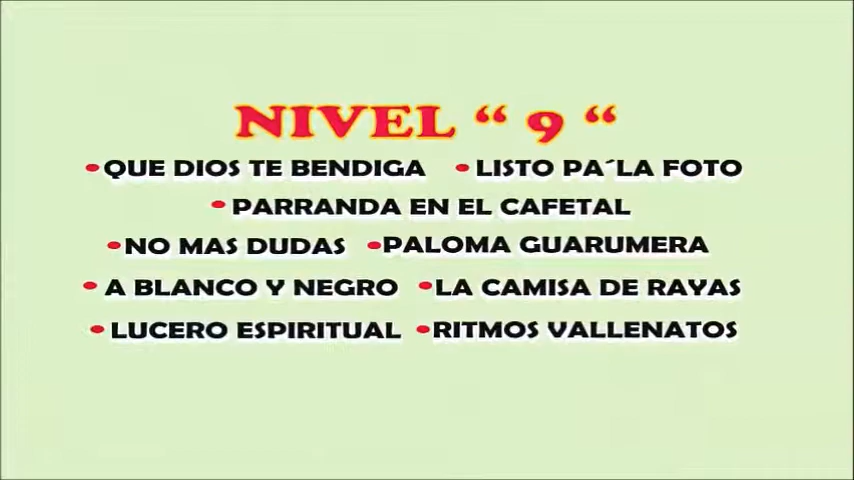 NIVEL “ 9 “
•QUE DIOS TE BENDIGA •LISTO PA´LA FOTO
•PARRANDA EN EL CAFETAL
•NO MAS DUDAS •PALOMA GUARUMERA
•A BLANCO Y NEGRO •LA CAMISA DE RAYAS
•LUCERO ESPIRITUAL •RITMOS VALLENATOS